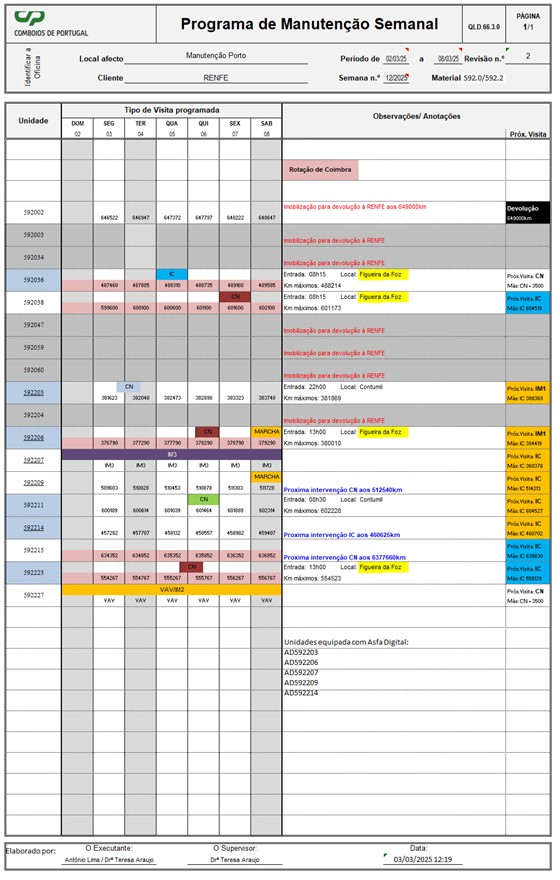 COMBOIOS DE PORTUGAL
Programa de Manutenção Semanal
QLD.66.3.0
PÁGINA
1/1
Identificar a Oficina
Local afecto
Manutenção Porto
Periodo de 02/03/25 a 08/03/25 Revisão n.º 2
Cliente
RENFE
Semana n.º 12/2025 Material 592.0/592.2
Unidade
Tipo de Visita programada
Observações/ Anotações
Próx. Visita
DOM SEG TER QUA QUI SEX SAB
02 03 04 05 06 07 08
Rotação de Coimbra
Imobilização para devolução à RENFE aos 649000km
Devolução
592002
646522 646947 647372 647797 648222 648647
649000km
592003
Imobilização para devolução à RENFE
592034
Imobilização para devolução à RENFE
592036
IC
Entrada: 08h15 Local: Figueira da Foz
Próx.Visita: CN
487460 487885 488310 488735 489160 489585
Km máximos: 488214
Máx: CN + 3500
592038
CN
Entrada: 08h15 Local: Figueira da Foz
Próx.Visita: IC
599600 600100 600600 601100 601600 602100
Km máximos: 601173
Máx: IC 604519
592047
Imobilização para devolução à RENFE
592059
Imobilização para devolução à RENFE
592060
Imobilização para devolução à RENFE
592203
CN
Entrada: 22h00 Local: Contumil
Próx.Visita: IM1
381623 382048 382473 382898 383323 383748
Km máximos: 381869
Máx: IC 388369
592204
Imobilização para devolução à RENFE
592206
CN
MARCHA
Entrada: 13h00 Local: Figueira da Foz
Próx.Visita: IM1
376790 377290 377790 378290 378790 379290
Km máximos: 380010
Máx: IC 384419
592207
IM3
Próx.Visita: IC
IM3 IM3 IM3 IM3 IM3 IM3
Máx: IC 368378
592209
MARCHA
Próx.Visita: IC
509603 510028 510453 510878 511303 511728
Proxima intervenção CN aos 512540km
Máx: IC 514213
592211
CN
Entrada: 08h30 Local: Contumil
Próx.Visita: IC
600189 600614 601039 601464 601889 602314
Km máximos: 602228
Máx: IC 604527
592214
Próx.Visita: IC
457282 457707 458132 458557 458982 459407
Proxima intervenção IC aos 460625km
Máx: IC 468702
592215
Próx.Visita: IC
634352 634852 635352 635852 636352 636852
Proxima intervenção CN aos 6377660km
Máx: IC 639830
592223
CN
Entrada: 13h00 Local: Figueira da Foz
Próx.Visita: IC
554267 554767 555267 555767 556267 556767
Km máximos: 554523
Máx: IC 558126
592227
VAV/IM2
Próx.Visita: CN
VAV VAV VAV VAV VAV VAV
Máx: CN + 3500
Unidades equipada com Asfa Digital:
AD592203
AD592206
AD592207
AD592209
AD592214
Elaborado por:
O Executante:
O Supervisor:
Data:
António Lima / Drª Teresa Araujo
Drª Teresa Araujo
03/03/2025 12:19